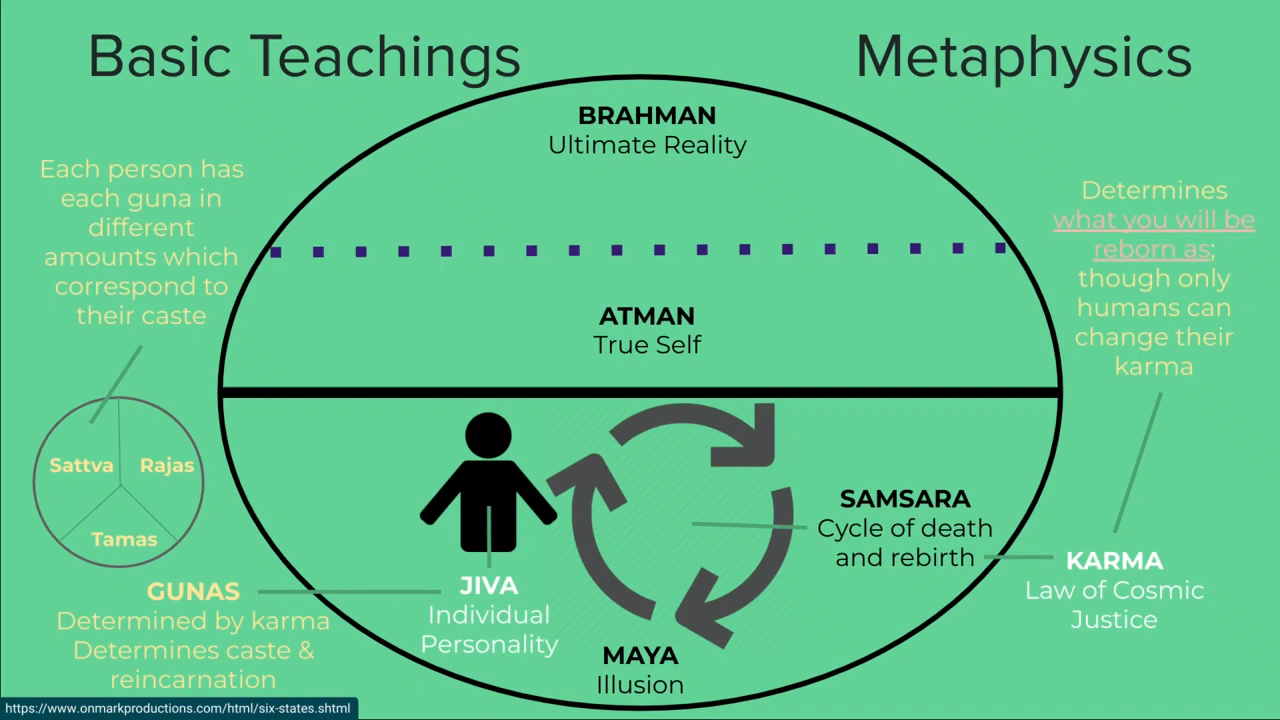 Basic Teachings
Metaphysics
BRAHMAN
Ultimate Reality
Each person has
each guna in
different
amounts which
correspond to
their caste
Determines
what you will be
reborn as;
though only
humans can
change their
karma
ATMAN
True Self
Sattva
Rajas
Tamas
SAMSARA
Cycle of death
and rebirth
GUNAS
Determined by karma
Determines caste &
reincarnation
JIVA
Individual
Personality
KARMA
Law of Cosmic
Justice
MAYA
Illusion
https://www.onmarkproductions.com/html/six-states.shtml